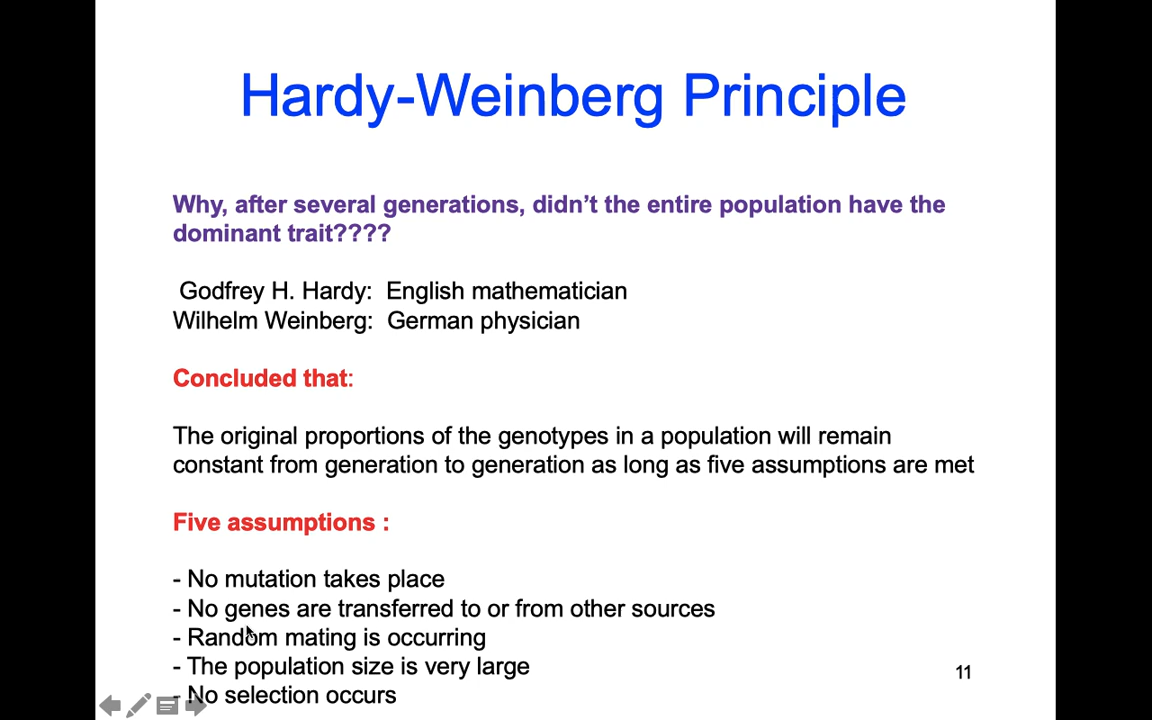 Hardy-Weinberg Principle
Why, after several generations, didn’t the entire population have the
dominant trait????
Godfrey H. Hardy: English mathematician
Wilhelm Weinberg: German physician
Concluded that:
The original proportions of the genotypes in a population will remain
constant from generation to generation as long as five assumptions are met
Five assumptions :
- No mutation takes place
- No genes are transferred to or from other sources
- Random mating is occurring
- The population size is very large
- No selection occurs
11